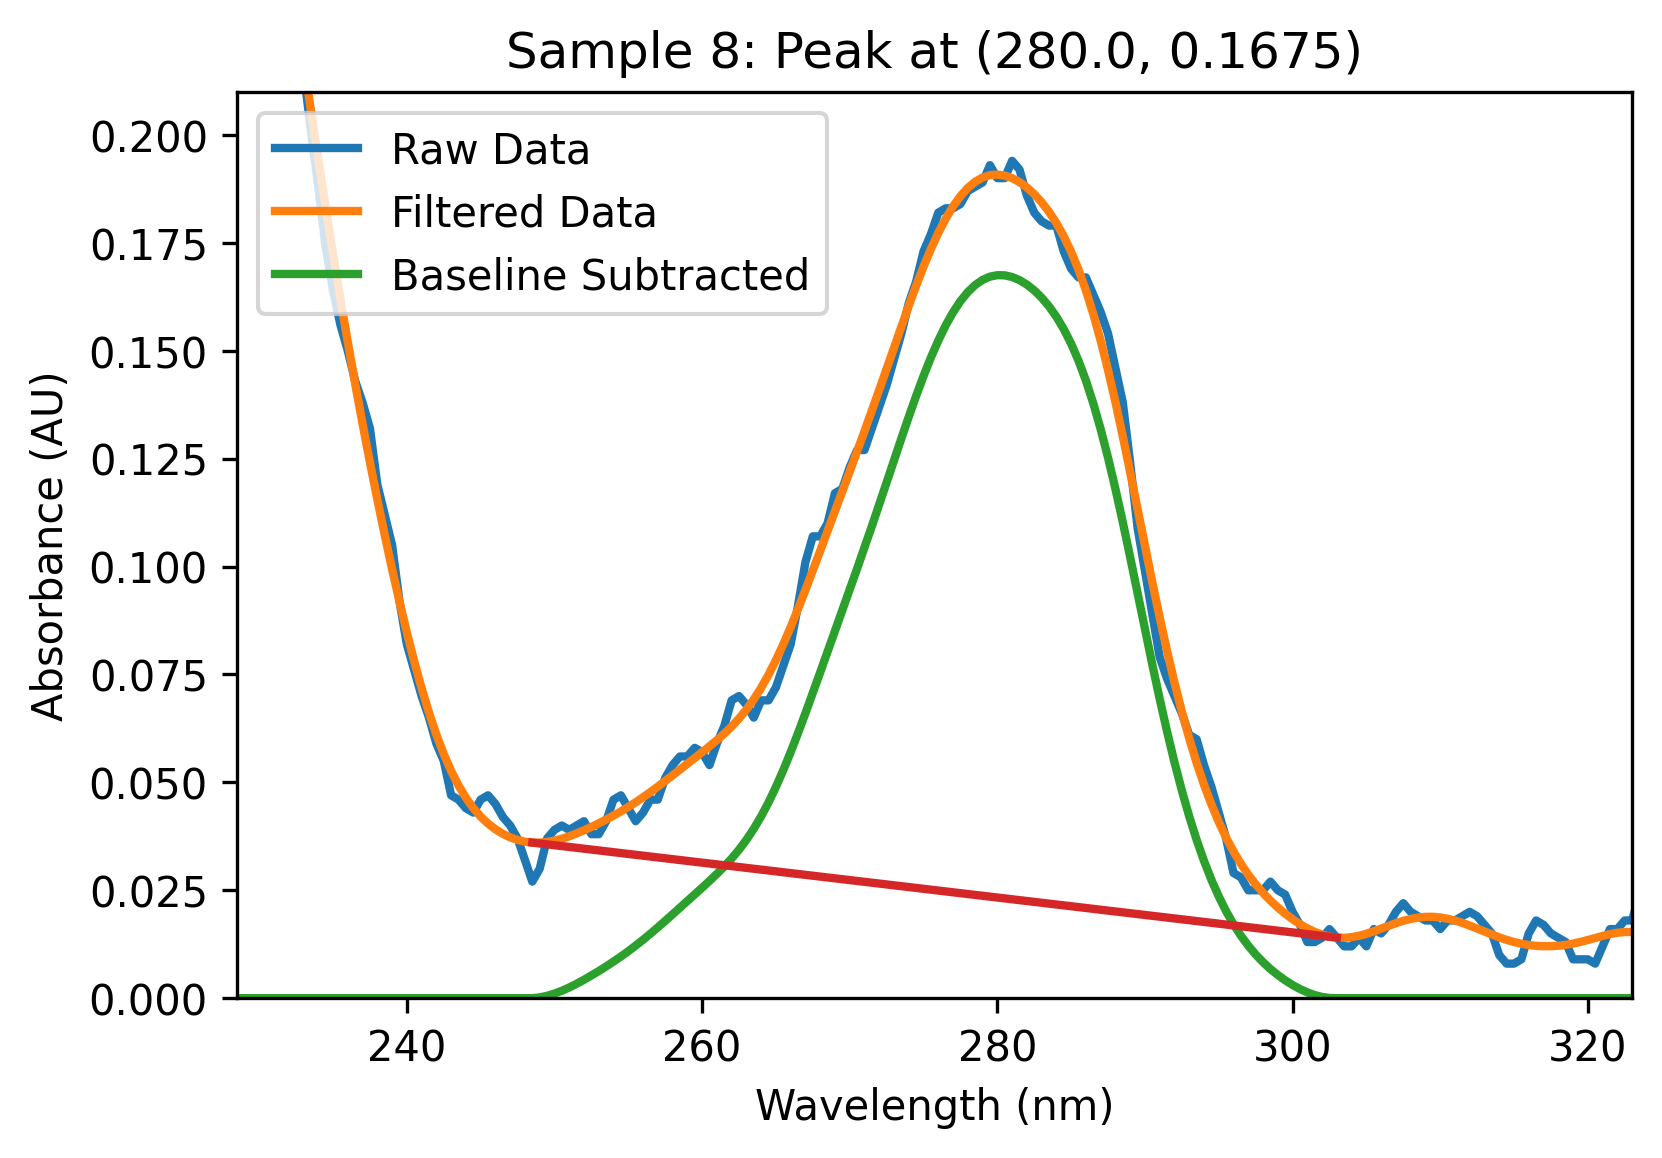 Sample 8: Peak at (280.0, 0.1675)
Raw Data
Filtered Data
Baseline Subtracted
Absorbance (AU)
0.200
0.175
0.150
0.125
0.100
0.075
0.050
0.025
0.000
240 260 280 300 320
Wavelength (nm)